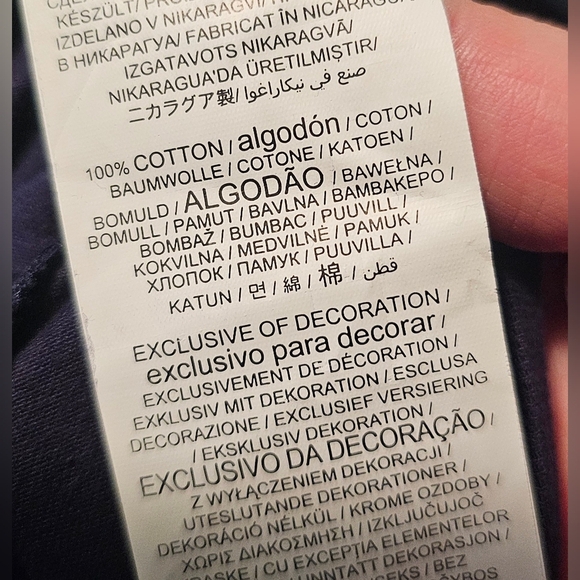 KÉSZÜLT/
IZDELANO V NIKARAGVI/
В НИКАРАГУА/ FABRICAT ÎN NICARAGUA/
IZGATAVOTS NIKARAGVĀ/
NIKARAGUA'DA ÜRETİLMIŞTIR/
ニカラグア製/ صنع في نيكاراغوا/
100% COTTON / algodón / COTON /
BAUMWOLLE / COTONE / KATOEN /
BOMULD / ALGODÃO / BAWEŁNA /
BOMULL / PAMUT / BAVLNA / ΒΑΜΒΑΚΕΡΟ /
BOMBAŽ / BUMBAC / PUUVILL /
KOKVILNA / MEDVILNĖ / PAMUK /
ХЛОПОК / ПАМУК / PUUVILLA /
KATUN / 면 / 綿 / 棉 / قطن
EXCLUSIVE OF DECORATION /
exclusivo para decorar /
EXCLUSIVEMENT DE DÉCORATION /
EXKLUSIV MIT DEKORATION / ESCLUSA
DECORAZIONE / EXCLUSIEF VERSIERING
/ EKSKLUSIV DEKORATION /
EXCLUSIVO DA DECORAÇÃO /
Z WYŁĄCZENIEM DEKORACJI /
UTESLUTANDE DEKORATIONER /
DEKORÁCIÓ NÉLKÜL / KROME OZDOBY /
ΧΩΡΙΣ ΔΙΑΚΟΣΜΗΣΗ / IZKLJUČUJOČ
/ CU EXCEPȚIA ELEMENTELOR
DEKORASJON /
/ BEZ